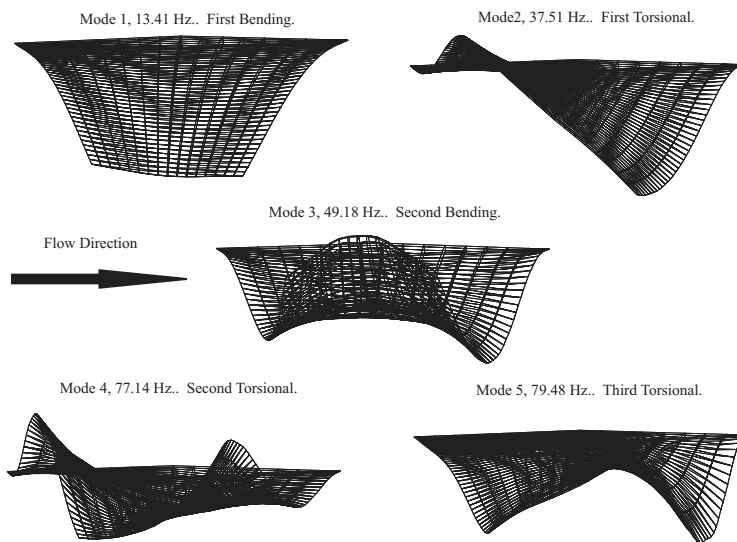 Mode 1, 13.41 Hz.. First Bending.
Mode2, 37.51 Hz.. First Torsional.
Mode 3, 49.18 Hz.. Second Bending.
Flow Direction
Mode 4, 77.14 Hz.. Second Torsional.
Mode 5, 79.48 Hz.. Third Torsional.